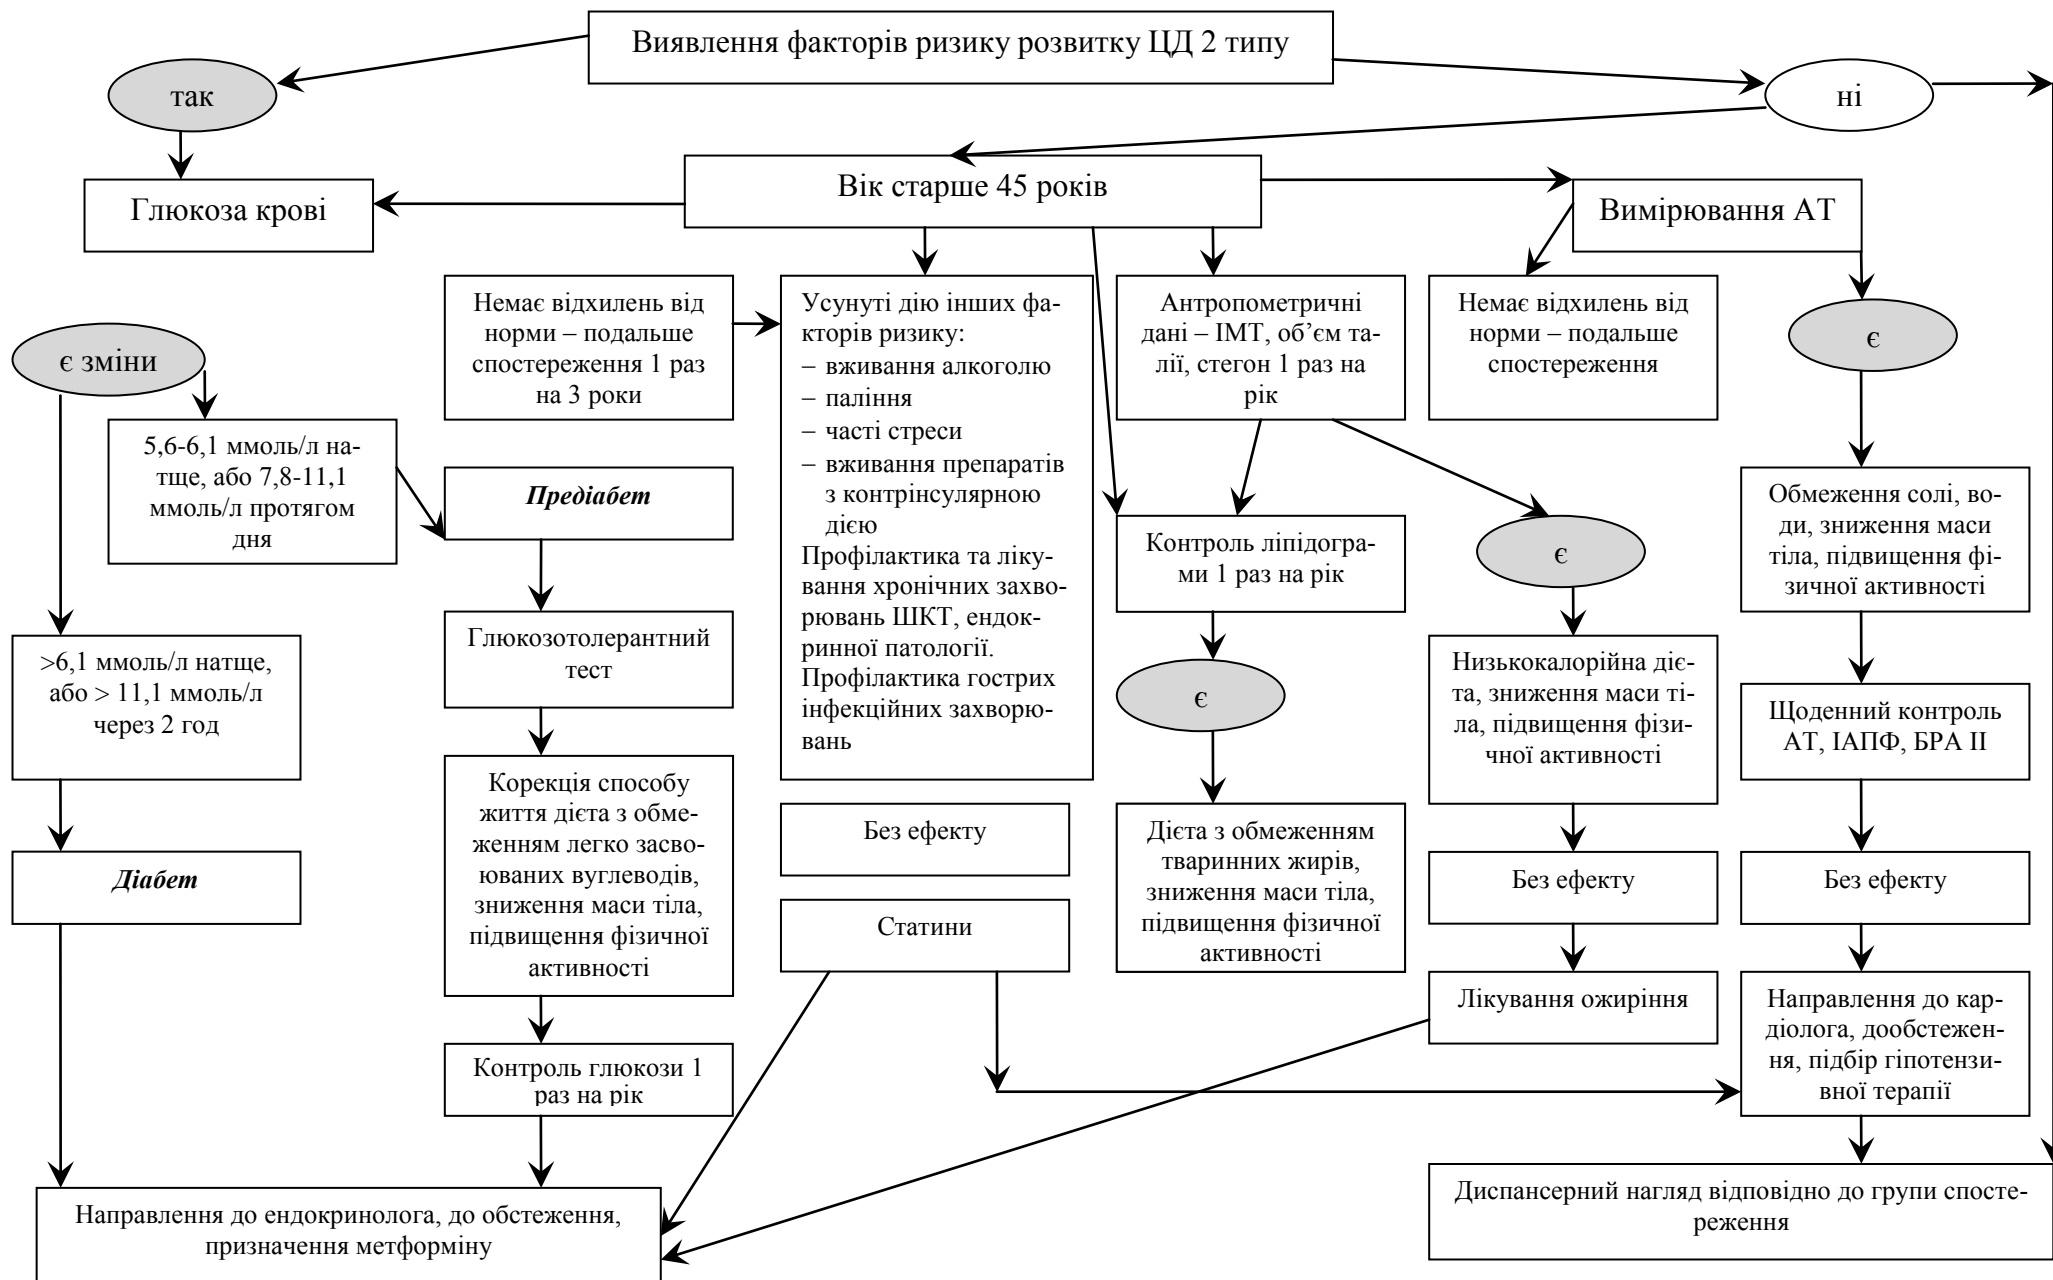 Виявлення факторів ризику розвитку ЦД 2 типу
так
ні
Глюкоза крові
Вік старше 45 років
Вимірювання АТ
Немає відхилень від
норми – подальше
спостереження 1 раз
на 3 роки
Усунуті дію інших фа-
кторів ризику:
– вживання алкоголю
– паління
– часті стреси
– вживання препаратів
з контрінсулярною
дією
Профілактика та ліку-
вання хронічних захво-
рювань ШКТ, ендок-
ринної патології.
Профілактика гострих
інфекційних захворю-
вань
Антропометричні
дані – ІМТ, об’єм та-
лії, стегон 1 раз на
рік
Немає відхилень від
норми – подальше
спостереження
є
є зміни
5,6-6,1 ммоль/л на-
тще, або 7,8-11,1
ммоль/л протягом
дня
Предіабет
Контроль ліпідогра-
ми 1 раз на рік
є
Обмеження солі, во-
ди, зниження маси
тіла, підвищення фі-
зичної активності
>6,1 ммоль/л натще,
або > 11,1 ммоль/л
через 2 год
Глюкозотолерантний
тест
є
Низькокалорійна діє-
та, зниження маси ті-
ла, підвищення фізи-
чної активності
Щоденний контроль
АТ, ІАПФ, БРА ІІ
Діабет
Корекція способу
життя дієта з обме-
женням легко засво-
юваних вуглеводів,
зниження маси тіла,
підвищення фізичної
активності
Без ефекту
Статини
Дієта з обмеженням
тваринних жирів,
зниження маси тіла,
підвищення фізичної
активності
Без ефекту
Без ефекту
Лікування ожиріння
Направлення до кар-
діолога, дообстежен-
ня, підбір гіпотензи-
вної терапії
Контроль глюкози 1
раз на рік
Направлення до ендокринолога, до обстеження,
призначення метформіну
Диспансерний нагляд відповідно до групи спосте-
реження